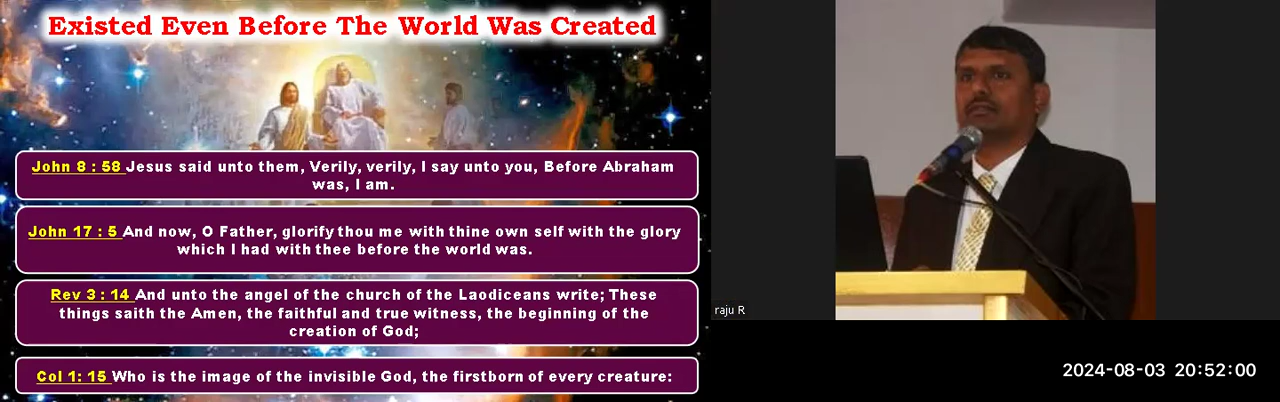 Existed Even Before The World Was Created
John 8 : 58 Jesus said unto them, Verily, verily, I say unto you, Before Abraham
was, I am.
John 17 : 5 And now, O Father, glorify thou me with thine own self with the glory
which I had with thee before the world was.
Rev 3 : 14 And unto the angel of the church of the Laodiceans write; These
things saith the Amen, the faithful and true witness, the beginning of the
creation of God;
Col 1: 15 Who is the image of the invisible God, the firstborn of every creature:
raju R
2024-08-03 20:52:00